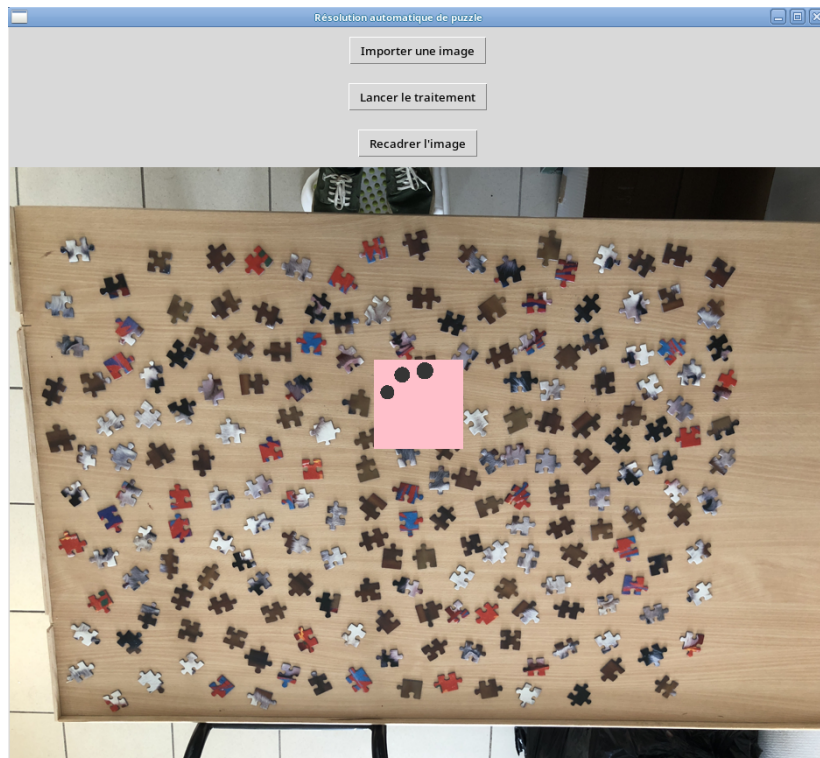 Résolution automatique de puzzle
Importer une image
Lancer le traitement
Recadrer l'image